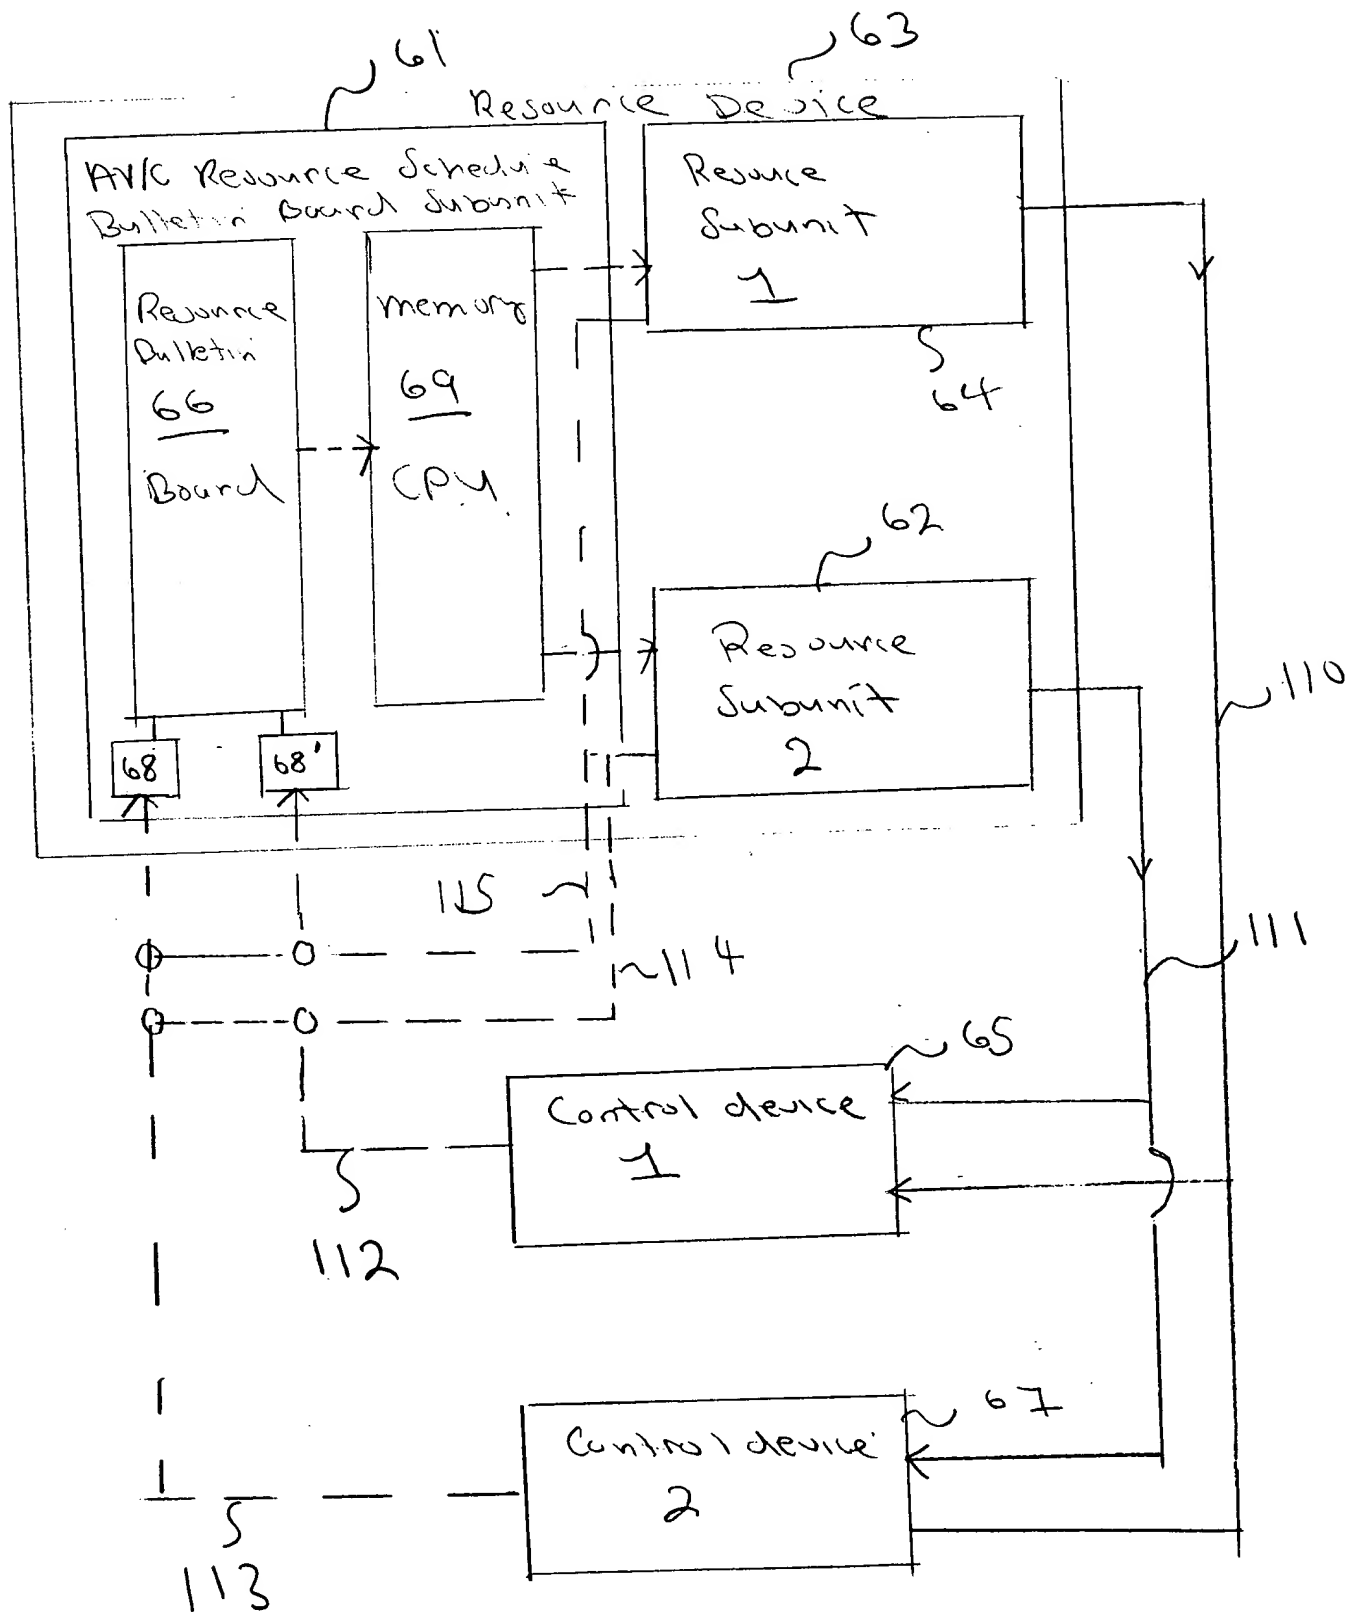 61
63
Resource Device
AV/C Resource Schedule
Bulletin Board Subunit
Resource
Bulletin
66
Board
memory
69
CPU
Resouce
Subunit
1
64
62
Resource
Subunit
2
68
68'
110
115
114
111
65
Control device
1
112
67
Control device
2
113